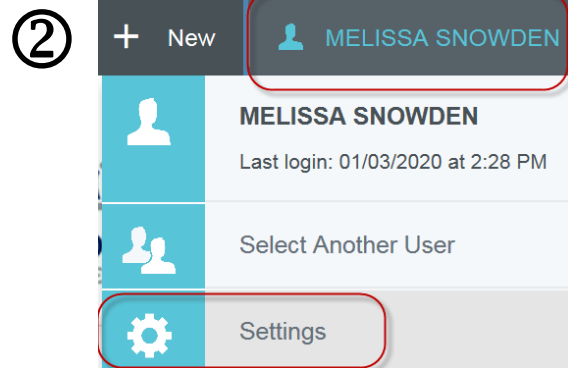 ②
+ New MELISSA SNOWDEN
MELISSA SNOWDEN
Last login: 01/03/2020 at 2:28 PM
Select Another User
Settings